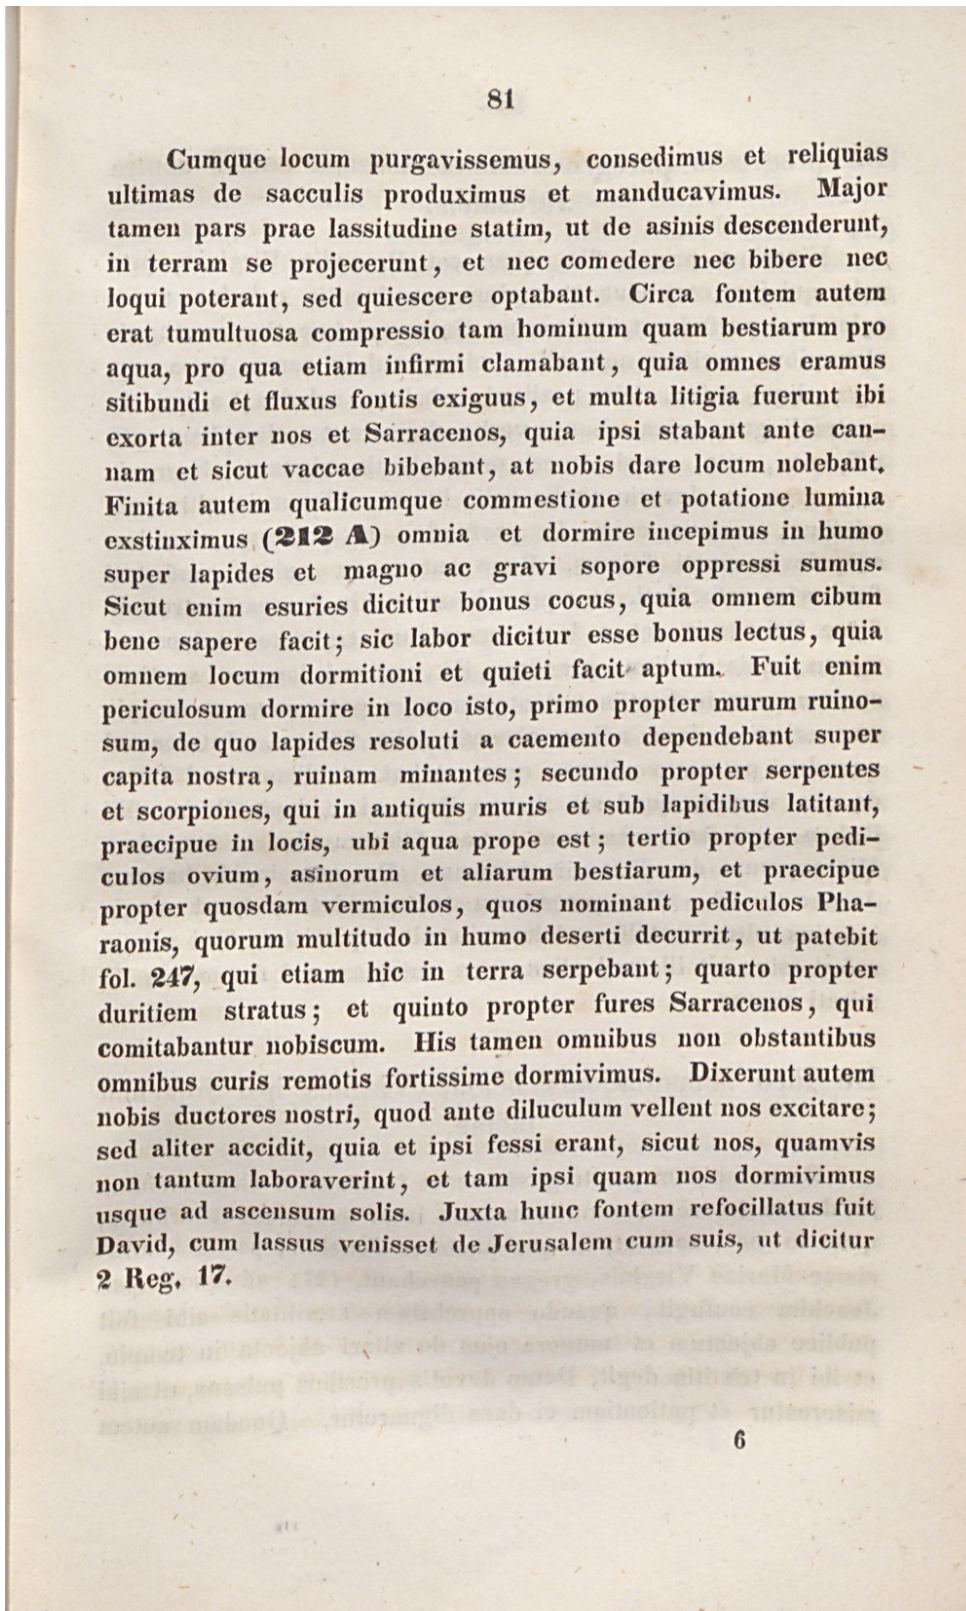 81
Cumque locum purgavissemus, consedimus et reliquias
ultimas de sacculis produximus et manducavimus. Major
tamen pars prae lassitudine statim, ut de asinis descenderunt,
in terram se projecerunt, et nec comedere nec bibere nec
loqui poterant, sed quiescere optabant. Circa fontem autem
erat tumultuosa compressio tam hominum quam bestiarum pro
aqua, pro qua etiam infirmi clamabant, quia omnes eramus
sitibundi et fluxus fontis exiguus, et multa litigia fuerunt ibi
exorta inter nos et Sarracenos, quia ipsi stabant ante can-
nam et sicut vaccae bibebant, at nobis dare locum nolebant.
Finita autem qualicumque commestione et potatione lumina
exstinximus (212 A) omnia et dormire incepimus in humo
super lapides et magno ac gravi sopore oppressi sumus.
Sicut enim esuries dicitur bonus cocus, quia omnem cibum
bene sapere facit; sic labor dicitur esse bonus lectus, quia
omnem locum dormitioni et quieti facit aptum. Fuit enim
periculosum dormire in loco isto, primo propter murum ruino-
sum, de quo lapides resoluti a caemento dependebant super
capita nostra, ruinam minantes; secundo propter serpentes
et scorpiones, qui in antiquis muris et sub lapidibus latitant,
praecipue in locis, ubi aqua prope est; tertio propter pedi-
culos ovium, asinorum et aliarum bestiarum, et praecipue
propter quosdam vermiculos, quos nominant pediculos Pha-
raonis, quorum multitudo in humo deserti decurrit, ut patebit
fol. 247, qui etiam hic in terra serpebant; quarto propter
duritiem stratus; et quinto propter fures Sarracenos, qui
comitabantur nobiscum. His tamen omnibus non obstantibus
omnibus curis remotis fortissime dormivimus. Dixerunt autem
nobis ductores nostri, quod ante diluculum vellent nos excitare;
sed aliter accidit, quia et ipsi fessi erant, sicut nos, quamvis
non tantum laboraverint, et tam ipsi quam nos dormivimus
usque ad ascensum solis. Juxta hunc fontem refocillatus fuit
David, cum lassus venisset de Jerusalem cum suis, ut dicitur
2 Reg. 17.
6